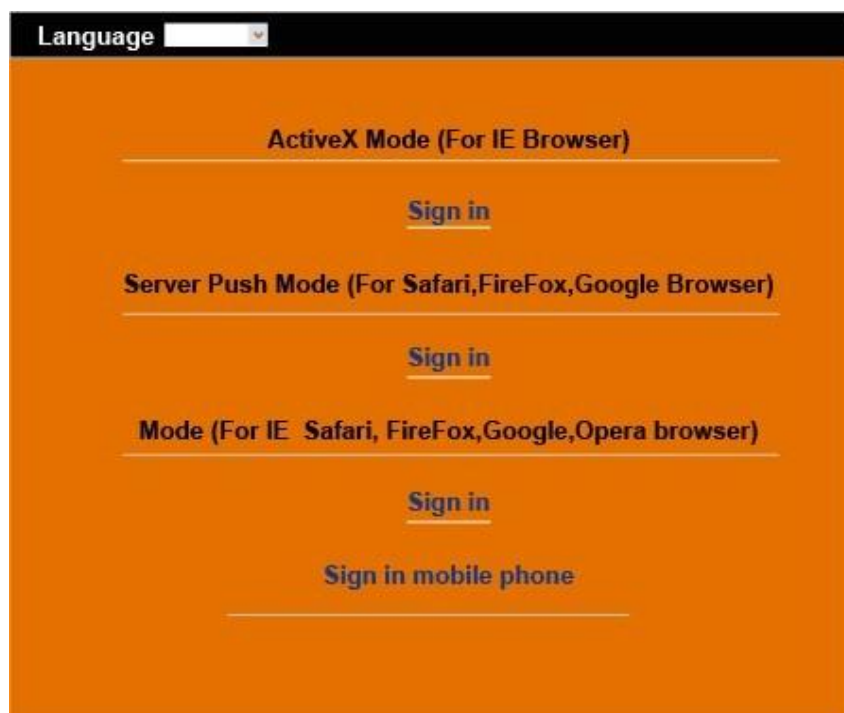 Language
ActiveX Mode (For IE Browser)
Sign in
Server Push Mode (For Safari,FireFox,Google Browser)
Sign in
Mode (For IE  Safari, FireFox,Google,Opera browser)
Sign in
Sign in mobile phone